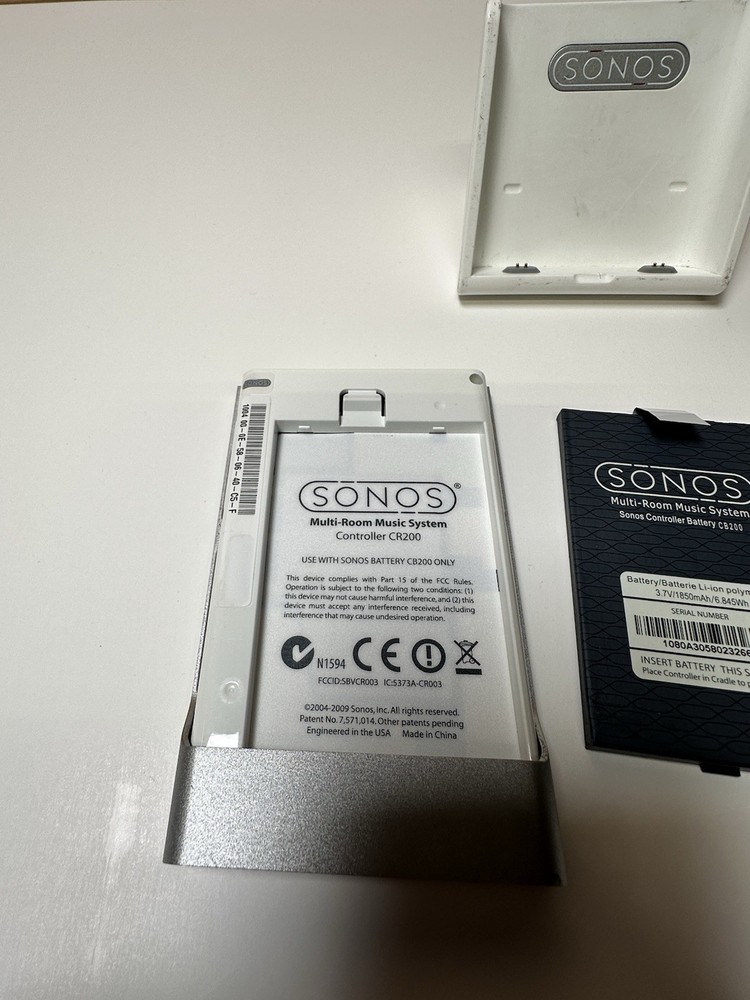 SONOS
SONOS
1004 00-0E-58-06-40-C5-F
SONOS®
Multi-Room Music System
Controller CR200
USE WITH SONOS BATTERY CB200 ONLY
This device complies with Part 15 of the FCC Rules.
Operation is subject to the following two conditions: (1)
this device may not cause harmful interference, and (2) this
device must accept any interference received, including
interference that may cause undesired operation.
N1594
CE
FCCID:SBVCR003 IC:5373A-CR003
©2004-2009 Sonos, Inc. All rights reserved.
Patent No. 7,571,014. Other patents pending
Engineered in the USA Made in China
SONOS
Multi-Room Music System
Sonos Controller Battery CB200
Battery/Batterie Li-ion polym
3.7V/1850mAh/6.845Wh
SERIAL NUMBER
1080A3058023266
INSERT BATTERY THIS S
Place Controller in Cradle to